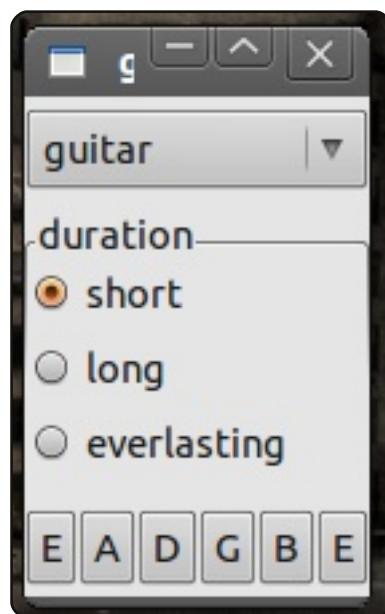 g
guitar
duration
short
long
everlasting
E A D G B E